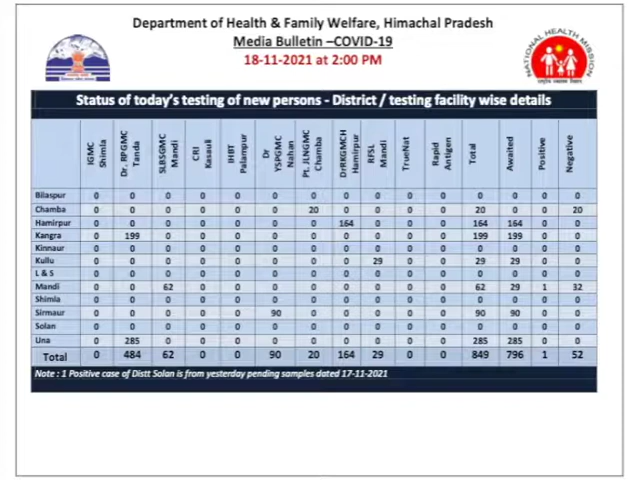 Department of Health & Family Welfare, Himachal Pradesh
Media Bulletin –COVID-19
18-11-2021 at 2:00 PM
NATIONAL HEALTH MISSION
Status of today's testing of new persons - District / testing facility wise details
IGMC Shimla Dr. RPGMC Tanda SLBSGMC Mandi CRI Kasauli IHBT Palampur Dr YSPGMC Nahan Pt. JLNGMC Chamba DrRKGMCH Hamirpur RFSL Mandi TrueNat Rapid Antigen Total Awaited Positive Negative
Bilaspur 0 0 0 0 0 0 0 0 0 0 0 0 0 0 0
Chamba 0 0 0 0 0 0 20 0 0 0 0 20 0 0 20
Hamirpur 0 0 0 0 0 0 0 164 0 0 0 164 164 0 0
Kangra 0 199 0 0 0 0 0 0 0 0 0 199 199 0 0
Kinnaur 0 0 0 0 0 0 0 0 0 0 0 0 0 0 0
Kullu 0 0 0 0 0 0 0 0 29 0 0 29 29 0 0
L & S 0 0 0 0 0 0 0 0 0 0 0 0 0 0 0
Mandi 0 0 62 0 0 0 0 0 0 0 0 62 29 1 32
Shimla 0 0 0 0 0 0 0 0 0 0 0 0 0 0 0
Sirmaur 0 0 0 0 0 90 0 0 0 0 0 90 90 0 0
Solan 0 0 0 0 0 0 0 0 0 0 0 0 0 0 0
Una 0 285 0 0 0 0 0 0 0 0 0 285 285 0 0
Total 0 484 62 0 0 90 20 164 29 0 0 849 796 1 52
Note : 1 Positive case of Distt Solan is from yesterday pending samples dated 17-11-2021